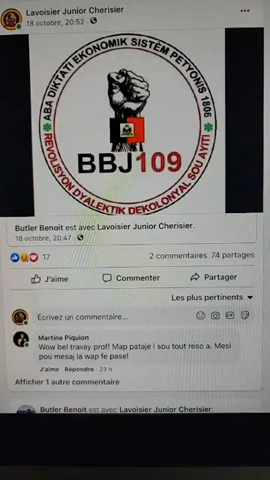 Lavoisier Junior Cherisier
18 octobre, 20:52
ABA DIKTATI EKONOMIK SISTÈM PETYONIS 1806
BBJ109
REVOLISYON DYALEKTIK DEKOLONYAL SOU AYITI
Butler Benoit est avec Lavoisier Junior Cherisier.
18 octobre, 20:47
17
2 commentaires 74 partages
J'aime
Commenter
Partager
Les plus pertinents
Écrivez un commentaire...
Martine Piquion
Wow bel travay prof! Map pataje l sou tout reso a. Mesi
pou mesaj la wap fe pase!
J'aime Répondre 23 h
Afficher 1 autre commentaire
Butler Benoit est avec Lavoisier Junior Cherisier.